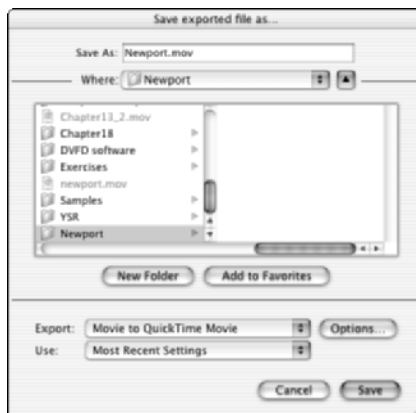 Save exported file as...
Save As: Newport.mov
Where: Newport
Chapter13_2.mov
Chapter18
DVFD software
Exercises
newport.mov
Samples
YSR
Newport
New Folder Add to Favorites
Export: Movie to QuickTime Movie Options...
Use: Most Recent Settings
Cancel Save